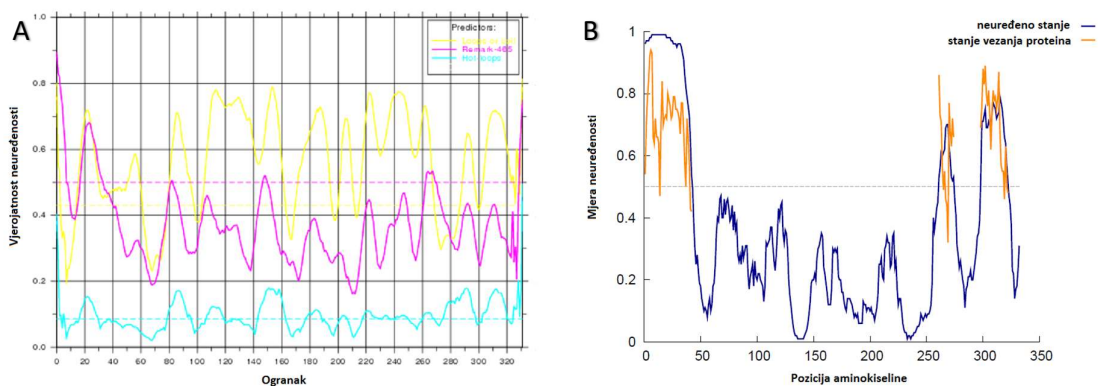 A
Vjerojatnost neuređenosti
1.0
0.8
0.6
0.4
0.2
0.0
Predictors:
Remark-465
Hot loops
0 20 40 60 80 100 120 140 160 180 200 220 240 260 280 300 320
Ogranak
B
neuređeno stanje
stanje vezanja proteina
Mjera neuređenosti
1
0.8
0.6
0.4
0.2
0
0 50 100 150 200 250 300 350
Pozicija aminokiseline